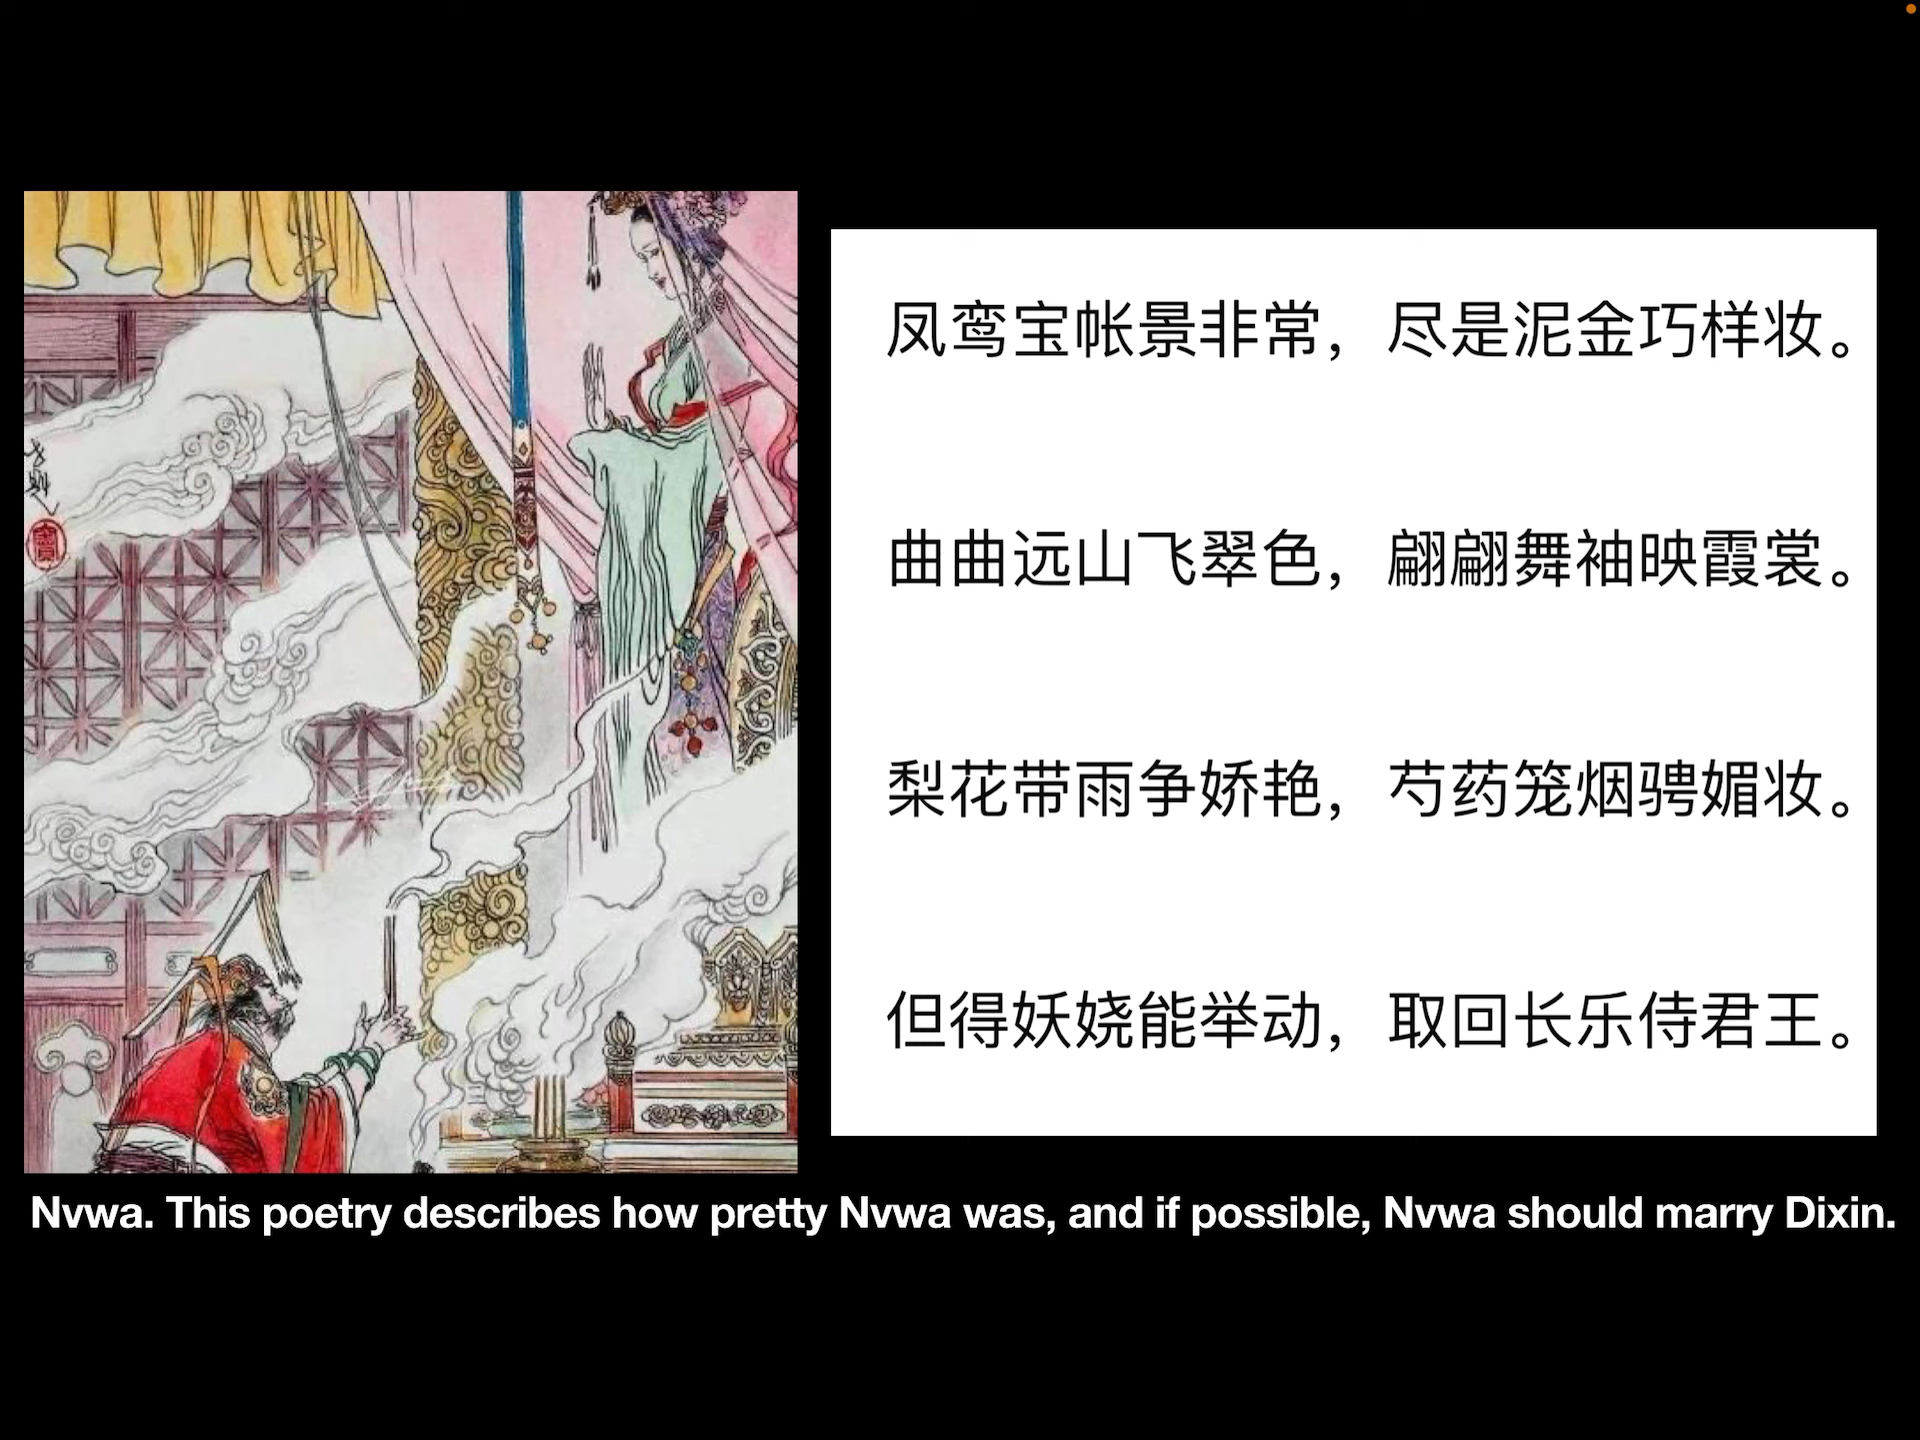 凤鸾宝帐景非常，尽是泥金巧样妆。
曲曲远山飞翠色，翩翩舞袖映霞裳。
梨花带雨争娇艳，芍药笼烟骋媚妆。
但得妖娆能举动，取回长乐侍君王。
Nvwa. This poetry describes how pretty Nvwa was, and if possible, Nvwa should marry Dixin.